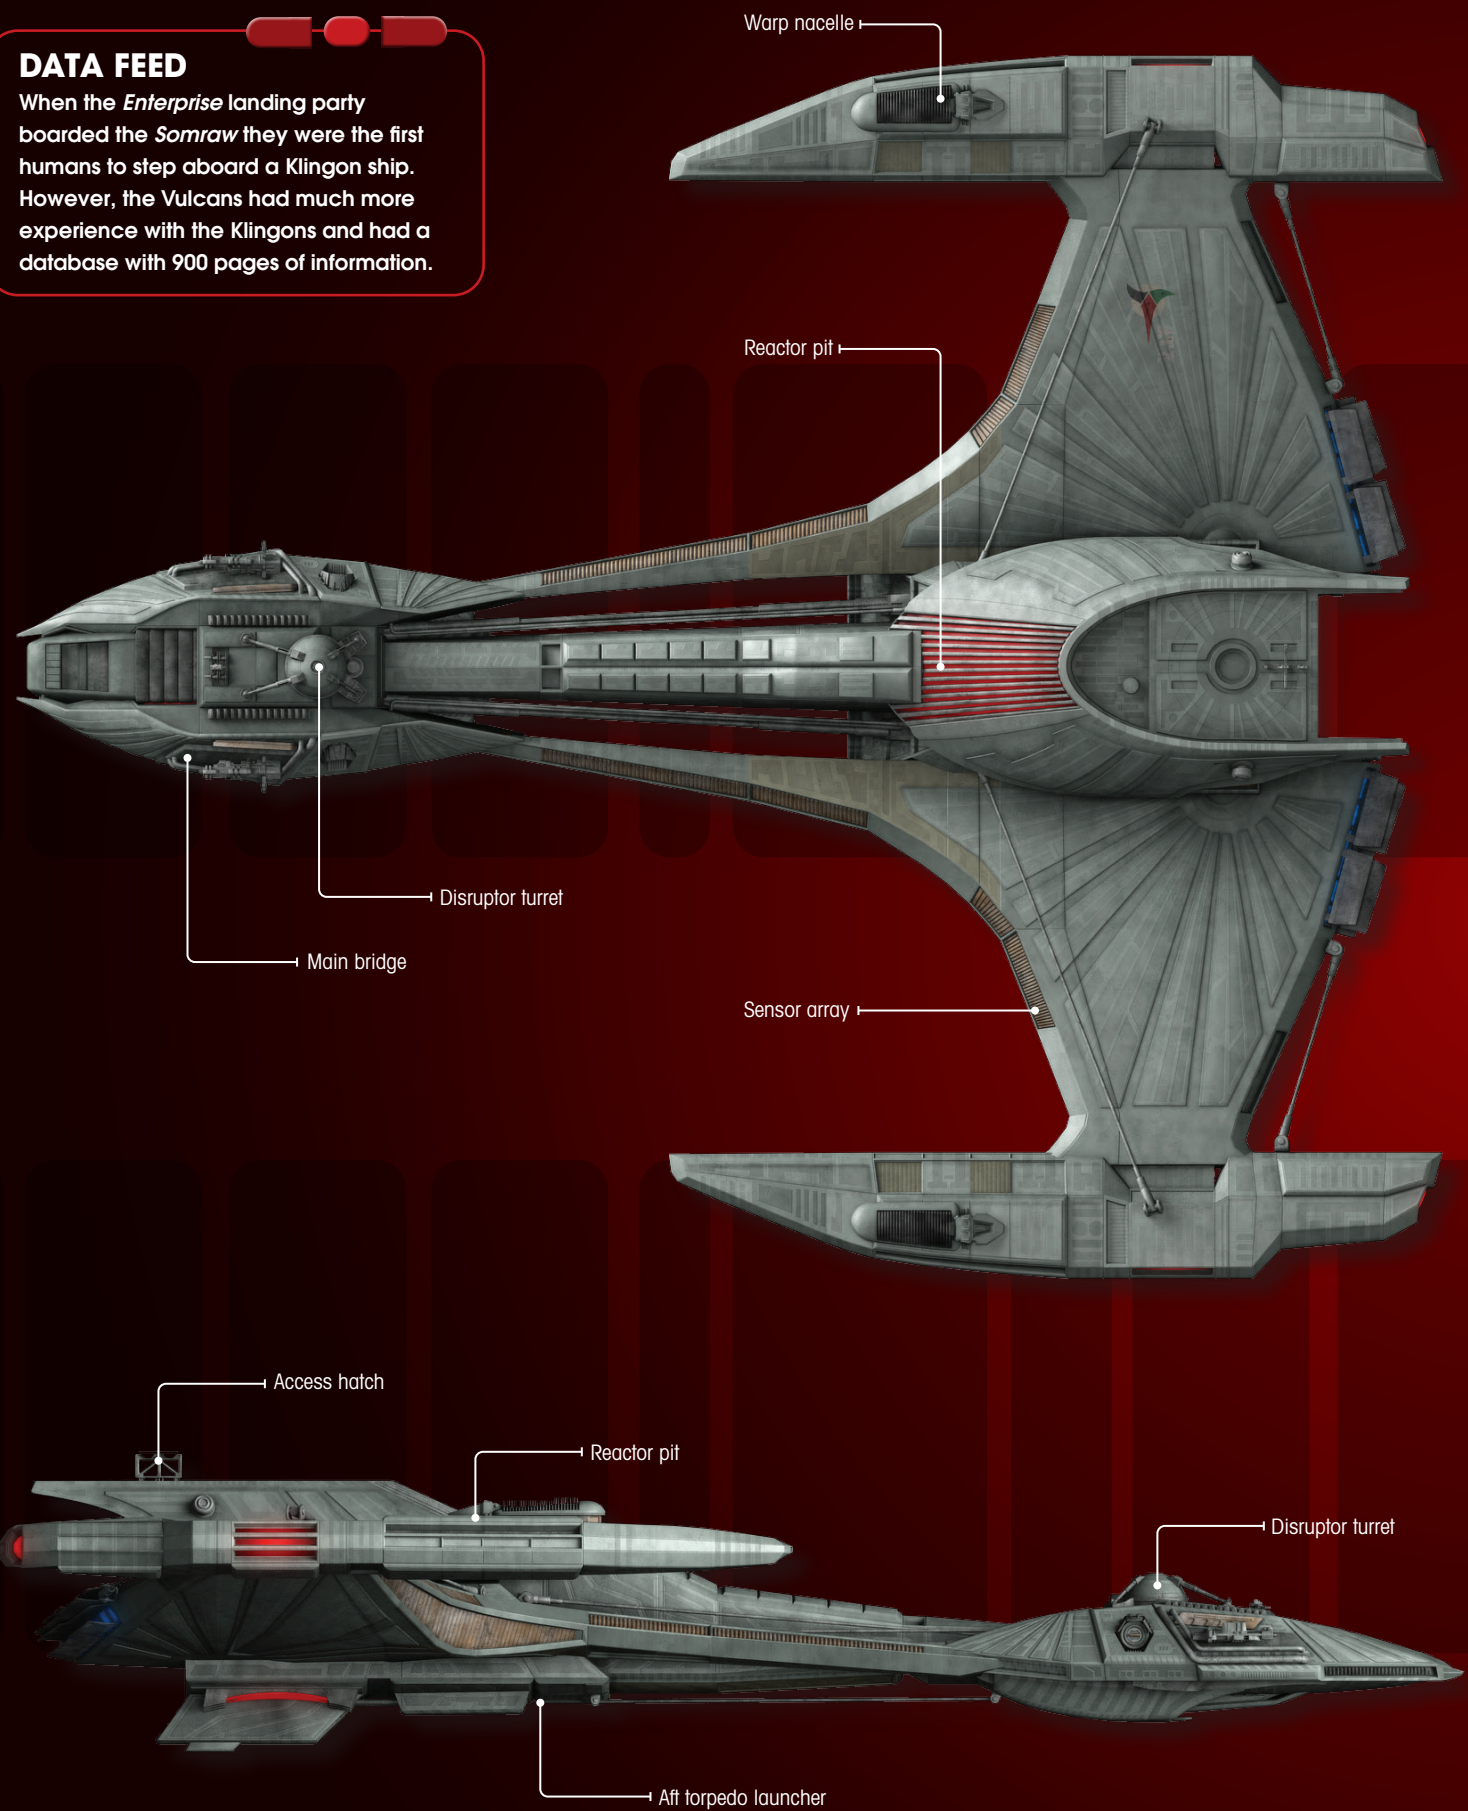 DATA FEED
When the Enterprise landing party
boarded the Somraw they were the first
humans to step aboard a Klingon ship.
However, the Vulcans had much more
experience with the Klingons and had a
database with 900 pages of information.
Warp nacelle
Reactor pit
Disruptor turret
Main bridge
Sensor array
Access hatch
Reactor pit
Disruptor turret
Aft torpedo launcher